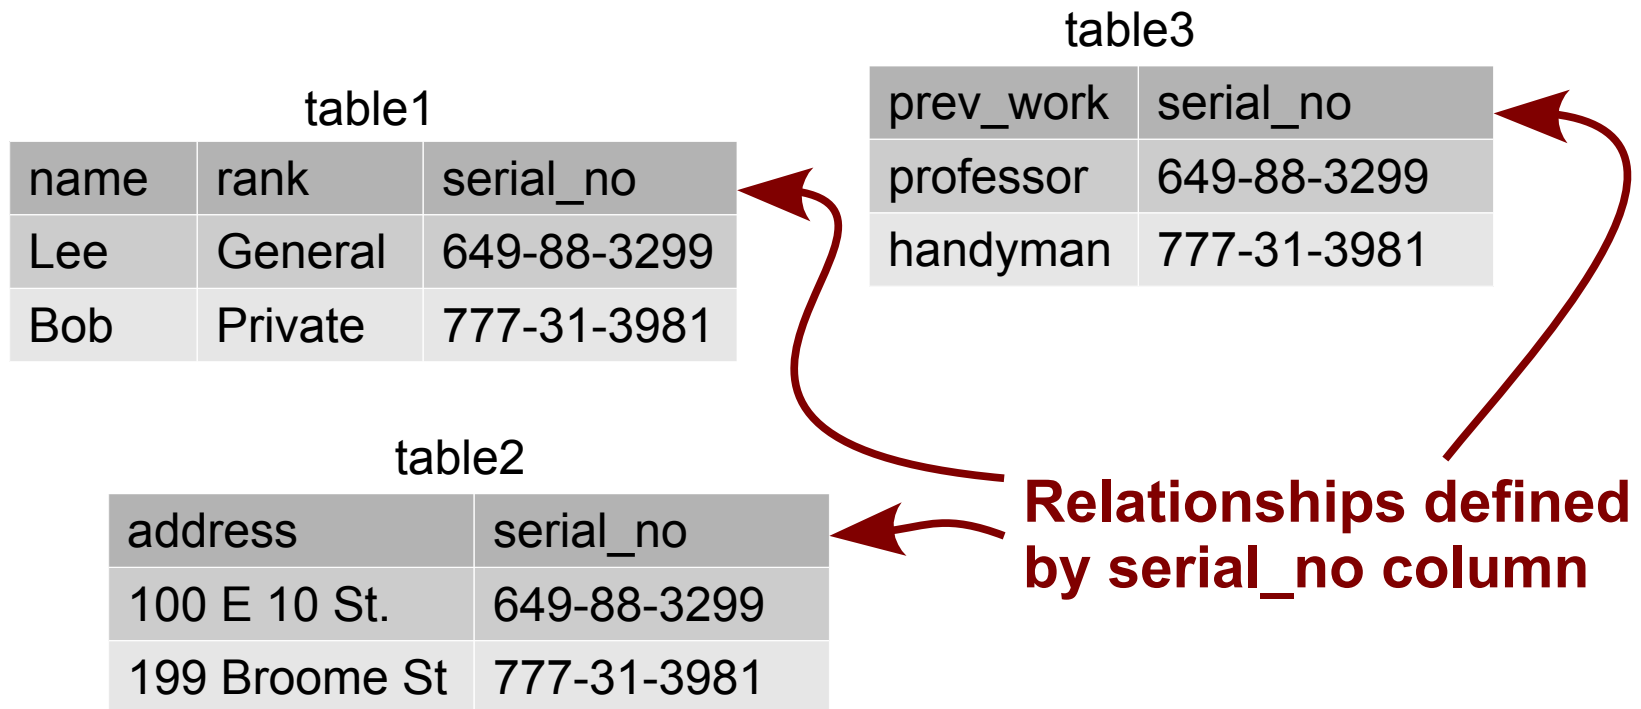 table1
name rank serial_no
Lee General 649-88-3299
Bob Private 777-31-3981
table3
prev_work serial_no
professor 649-88-3299
handyman 777-31-3981
table2
address serial_no
100 E 10 St. 649-88-3299
199 Broome St 777-31-3981
Relationships defined
by serial_no column